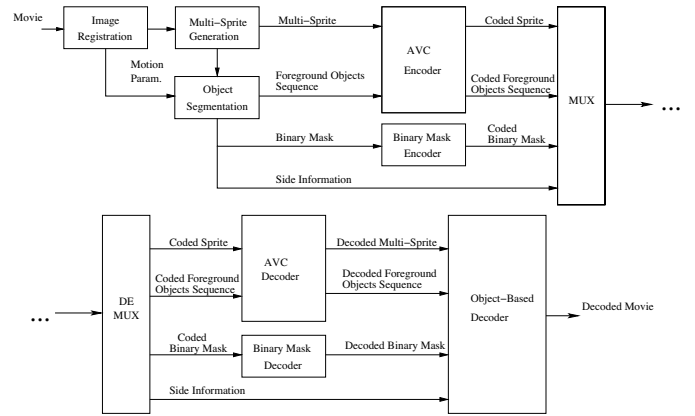 Movie
Image
Registration
Multi-Sprite
Generation
Multi-Sprite
AVC
Encoder
Coded Sprite
MUX
Motion
Param.
Object
Segmentation
Foreground Objects
Sequence
Coded Foreground
Objects Sequence
...
Binary Mask
Binary Mask
Encoder
Coded
Binary Mask
Side Information
...
DE
MUX
Coded Sprite
AVC
Decoder
Decoded Multi-Sprite
Coded Foreground
Objects Sequence
Decoded Foreground
Objects Sequence
Object-Based
Decoder
Decoded Movie
Coded
Binary Mask
Binary Mask
Decoder
Decoded Binary Mask
Side Information